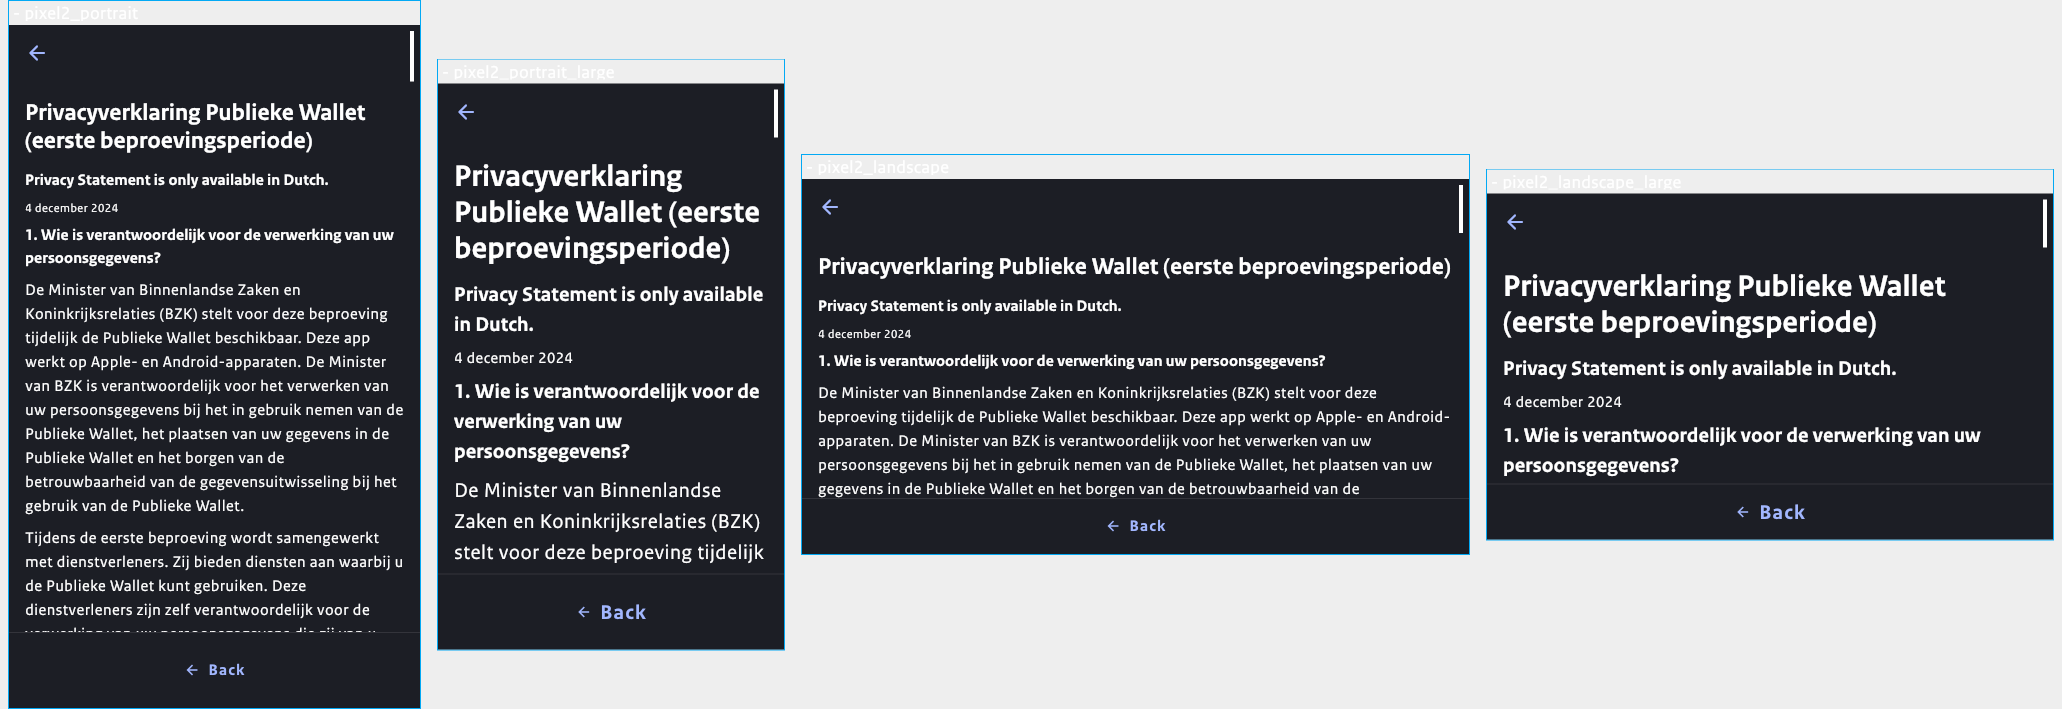 - pixel2_portrait
Privacyverklaring Publieke Wallet
(eerste beproevingsperiode)
Privacy Statement is only available in Dutch.
4 december 2024
1. Wie is verantwoordelijk voor de verwerking van uw
persoonsgegevens?
De Minister van Binnenlandse Zaken en
Koninkrijksrelaties (BZK) stelt voor deze beproeving
tijdelijk de Publieke Wallet beschikbaar. Deze app
werkt op Apple- en Android-apparaten. De Minister
van BZK is verantwoordelijk voor het verwerken van
uw persoonsgegevens bij het in gebruik nemen van de
Publieke Wallet, het plaatsen van uw gegevens in de
Publieke Wallet en het borgen van de
betrouwbaarheid van de gegevensuitwisseling bij het
gebruik van de Publieke Wallet.
Tijdens de eerste beproeving wordt samengewerkt
met dienstverleners. Zij bieden diensten aan waarbij u
de Publieke Wallet kunt gebruiken. Deze
dienstverleners zijn zelf verantwoordelijk voor de
Back
- pixel2_portrait_large
Privacyverklaring
Publieke Wallet (eerste
beproevingsperiode)
Privacy Statement is only available
in Dutch.
4 december 2024
1. Wie is verantwoordelijk voor de
verwerking van uw
persoonsgegevens?
De Minister van Binnenlandse
Zaken en Koninkrijksrelaties (BZK)
stelt voor deze beproeving tijdelijk
Back
- pixel2_landscape
Privacyverklaring Publieke Wallet (eerste beproevingsperiode)
Privacy Statement is only available in Dutch.
4 december 2024
1. Wie is verantwoordelijk voor de verwerking van uw persoonsgegevens?
De Minister van Binnenlandse Zaken en Koninkrijksrelaties (BZK) stelt voor deze
beproeving tijdelijk de Publieke Wallet beschikbaar. Deze app werkt op Apple- en Android-
apparaten. De Minister van BZK is verantwoordelijk voor het verwerken van uw
persoonsgegevens bij het in gebruik nemen van de Publieke Wallet, het plaatsen van uw
gegevens in de Publieke Wallet en het borgen van de betrouwbaarheid van de
Back
- pixel2_landscape_large
Privacyverklaring Publieke Wallet
(eerste beproevingsperiode)
Privacy Statement is only available in Dutch.
4 december 2024
1. Wie is verantwoordelijk voor de verwerking van uw
persoonsgegevens?
Back